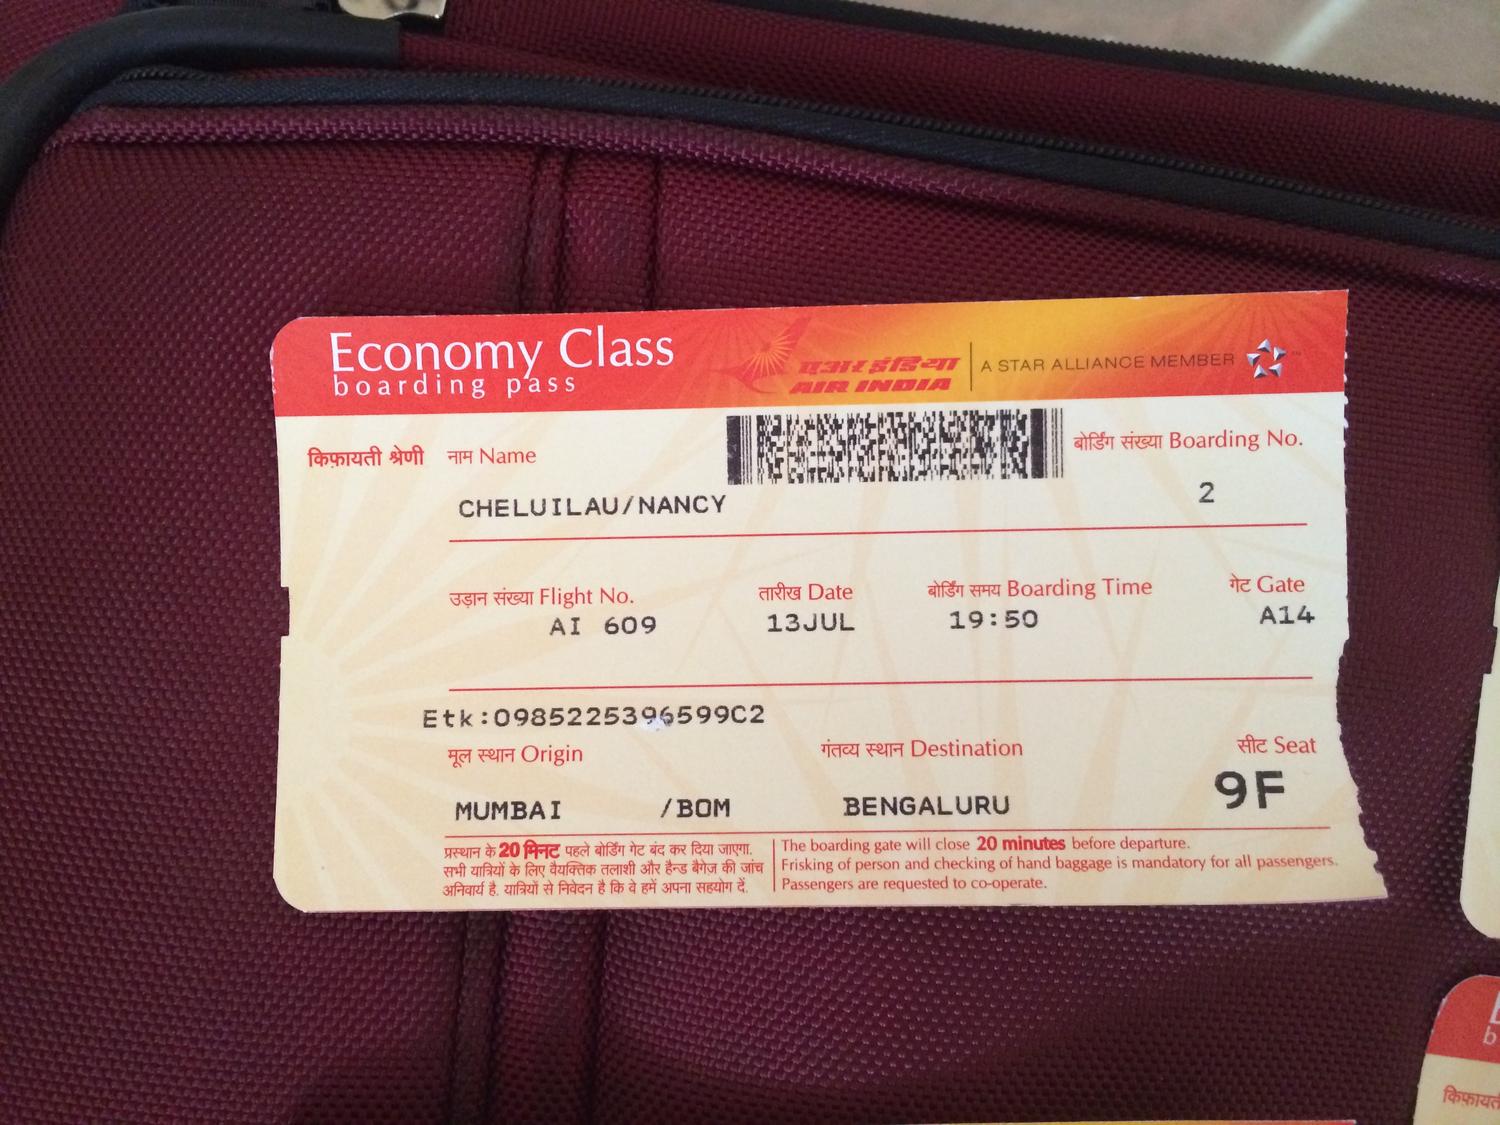 Economy Class
boarding pass
एअर इंडिया
AIR INDIA
A STAR ALLIANCE MEMBER
किफ़ायती श्रेणी नाम Name
बोर्डिंग संख्या Boarding No.
CHELUILAU/NANCY
2
उड़ान संख्या Flight No. तारीख Date बोर्डिंग समय Boarding Time गेट Gate
AI 609 13JUL 19:50 A14
Etk:0985225396599C2
मूल स्थान Origin गंतव्य स्थान Destination सीट Seat
MUMBAI /BOM BENGALURU 9F
प्रस्थान के 20 मिनट पहले बोर्डिंग गेट बंद कर दिया जाएगा.
सभी यात्रियों के लिए वैयक्तिक तलाशी और हैन्ड बैगेज़ की जांच
अनिवार्य है. यात्रियों से निवेदन है कि वे हमें अपना सहयोग दें.
The boarding gate will close 20 minutes before departure.
Frisking of person and checking of hand baggage is mandatory for all passengers.
Passengers are requested to co-operate.